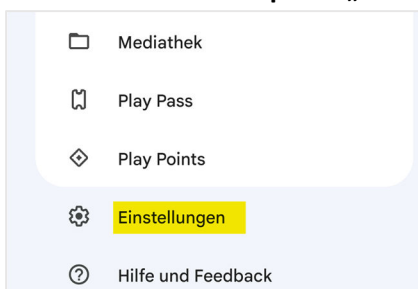 Mediathek
Play Pass
Play Points
Einstellungen
Hilfe und Feedback